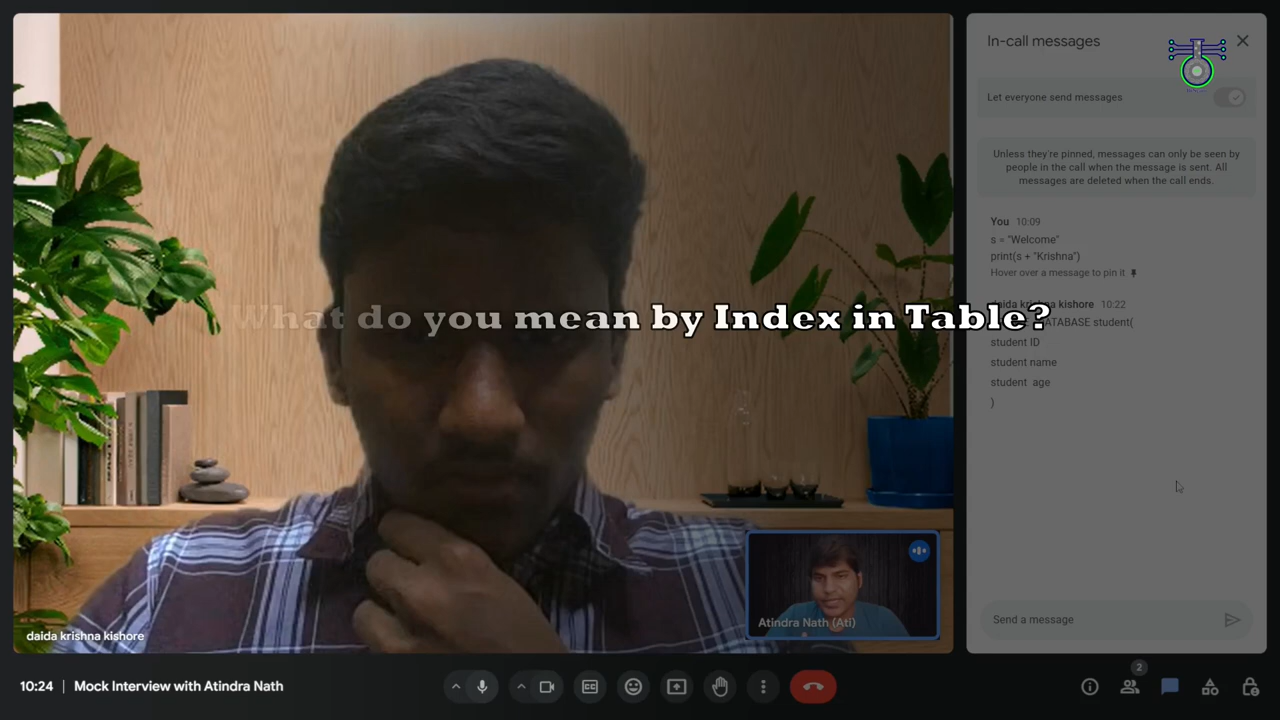 In-call messages
Let everyone send messages
Unless they're pinned, messages can only be seen by
people in the call when the message is sent. All
messages are deleted when the call ends.
You 10:09
s = "Welcome"
print(s + "Krishna")
Hover over a message to pin it
daida krishna kishore 10:22
DATABASE student(
student ID
student name
student age
)
What do you mean by Index in Table?
Send a message
daida krishna kishore
Atindra Nath (Ati)
10:24 | Mock Interview with Atindra Nath
2